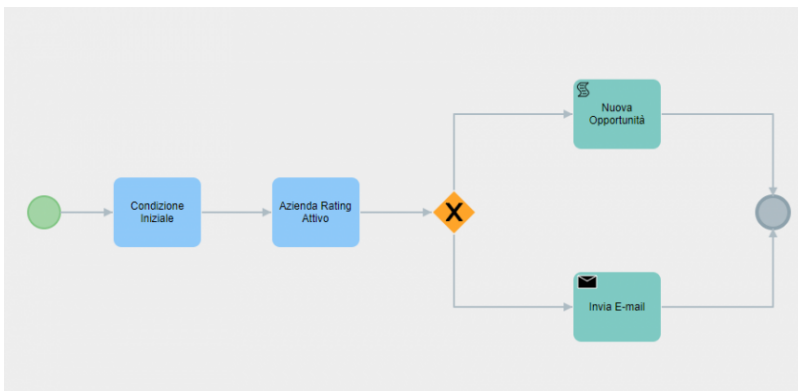 Condizione
Iniziale
Azienda Rating
Attivo
X
Nuova
Opportunità
Invia E-mail